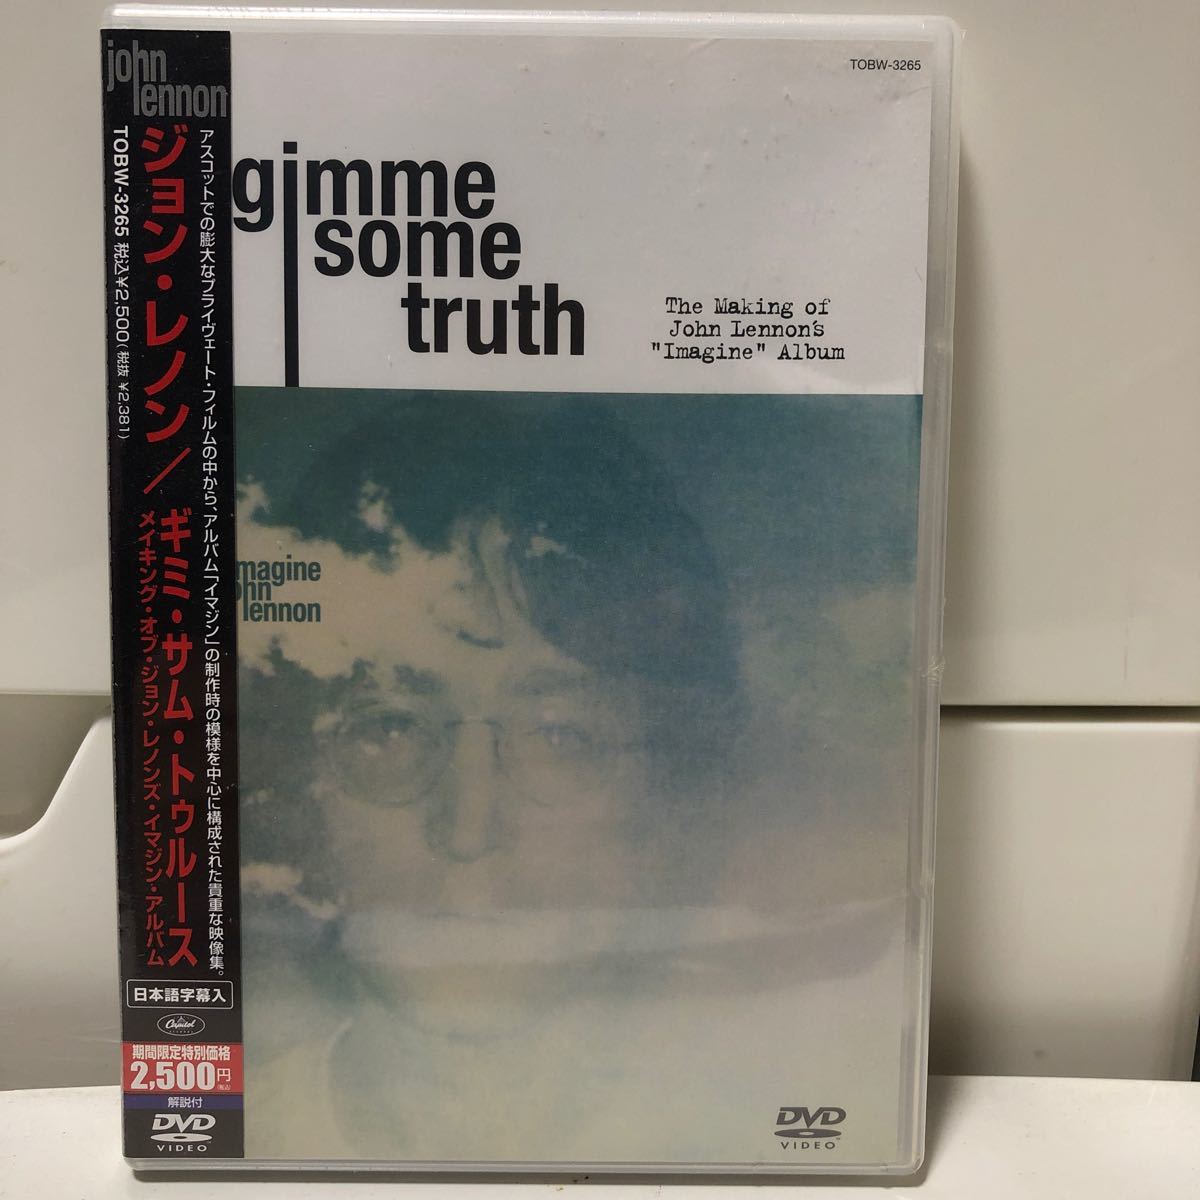 john
lennon
TOBW-3265 税込¥2,500(税抜 ¥2,381)
ジョン・レノン/ギミ・サム・トゥルース
メイキング・オブ・ジョン・レノンズ・イマジン・アルバム
アスコットでの膨大なプライヴェート・フィルムの中から、アルバム「イマジン」の制作時の模様を中心に構成された貴重な映像集。
日本語字幕入
Capitol
期間限定特別価格
2,500円
(税込)
解説付
DVD
VIDEO
TOBW-3265
gimme
some
truth
The Making of
John Lennon's
"Imagine" Album
magine
ohn
lennon
DVD
VIDEO